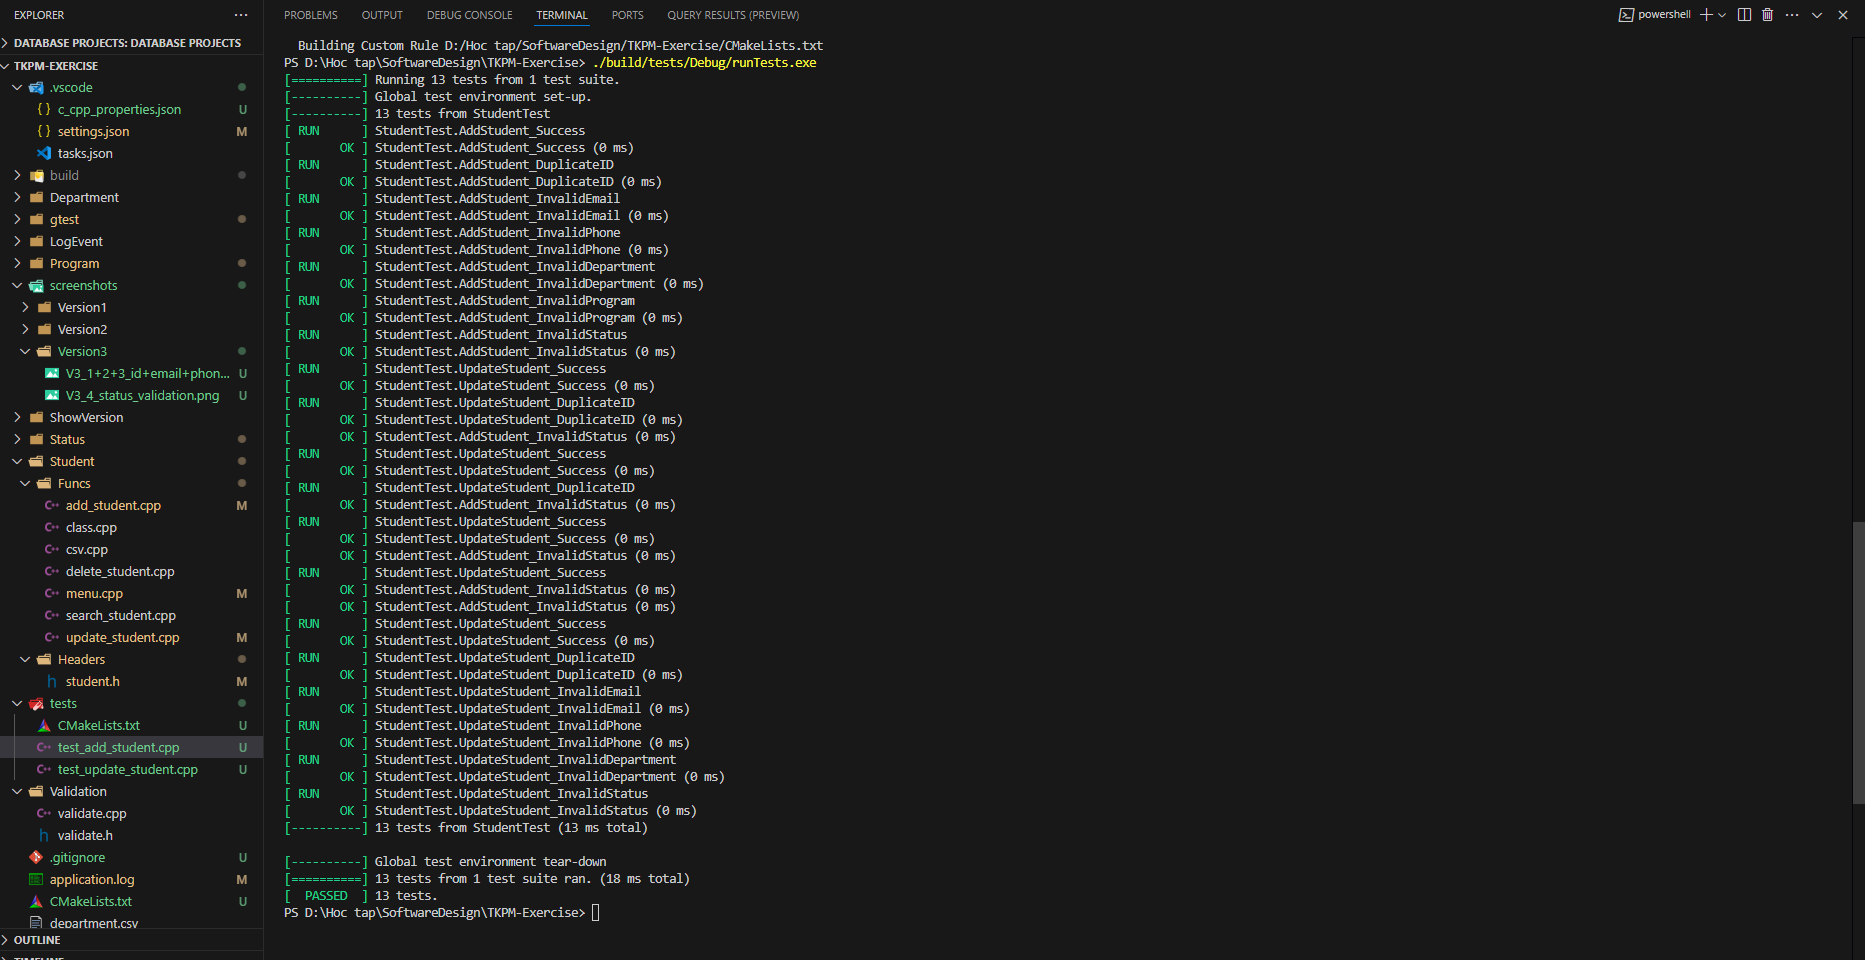 EXPLORER
DATABASE PROJECTS: DATABASE PROJECTS
TKPM-EXERCISE
.vscode
c_cpp_properties.json U
settings.json M
tasks.json
build
Department
gtest
LogEvent
Program
screenshots
Version1
Version2
Version3
V3_1+2+3_id+email+phon... U
V3_4_status_validation.png U
ShowVersion
Status
Student
Funcs
add_student.cpp M
class.cpp
csv.cpp
delete_student.cpp
menu.cpp M
search_student.cpp
update_student.cpp M
Headers
student.h M
tests
CMakeLists.txt U
test_add_student.cpp U
test_update_student.cpp U
Validation
validate.cpp
validate.h
.gitignore U
application.log M
CMakeLists.txt U
department.csv
OUTLINE
TIMELINE
PROBLEMS OUTPUT DEBUG CONSOLE TERMINAL PORTS QUERY RESULTS (PREVIEW) powershell
Building Custom Rule D:/Hoc tap/SoftwareDesign/TKPM-Exercise/CMakeLists.txt
PS D:\Hoc tap\SoftwareDesign\TKPM-Exercise> ./build/tests/Debug/runTests.exe
[==========] Running 13 tests from 1 test suite.
[----------] Global test environment set-up.
[----------] 13 tests from StudentTest
[ RUN      ] StudentTest.AddStudent_Success
[       OK ] StudentTest.AddStudent_Success (0 ms)
[ RUN      ] StudentTest.AddStudent_DuplicateID
[       OK ] StudentTest.AddStudent_DuplicateID (0 ms)
[ RUN      ] StudentTest.AddStudent_InvalidEmail
[       OK ] StudentTest.AddStudent_InvalidEmail (0 ms)
[ RUN      ] StudentTest.AddStudent_InvalidPhone
[       OK ] StudentTest.AddStudent_InvalidPhone (0 ms)
[ RUN      ] StudentTest.AddStudent_InvalidDepartment
[       OK ] StudentTest.AddStudent_InvalidDepartment (0 ms)
[ RUN      ] StudentTest.AddStudent_InvalidProgram
[       OK ] StudentTest.AddStudent_InvalidProgram (0 ms)
[ RUN      ] StudentTest.AddStudent_InvalidStatus
[       OK ] StudentTest.AddStudent_InvalidStatus (0 ms)
[ RUN      ] StudentTest.UpdateStudent_Success
[       OK ] StudentTest.UpdateStudent_Success (0 ms)
[ RUN      ] StudentTest.UpdateStudent_DuplicateID
[       OK ] StudentTest.UpdateStudent_DuplicateID (0 ms)
[       OK ] StudentTest.AddStudent_InvalidStatus (0 ms)
[ RUN      ] StudentTest.UpdateStudent_Success
[       OK ] StudentTest.UpdateStudent_Success (0 ms)
[ RUN      ] StudentTest.UpdateStudent_DuplicateID
[       OK ] StudentTest.AddStudent_InvalidStatus (0 ms)
[ RUN      ] StudentTest.UpdateStudent_Success
[       OK ] StudentTest.UpdateStudent_Success (0 ms)
[       OK ] StudentTest.AddStudent_InvalidStatus (0 ms)
[ RUN      ] StudentTest.UpdateStudent_Success
[       OK ] StudentTest.AddStudent_InvalidStatus (0 ms)
[       OK ] StudentTest.AddStudent_InvalidStatus (0 ms)
[ RUN      ] StudentTest.UpdateStudent_Success
[       OK ] StudentTest.UpdateStudent_Success (0 ms)
[ RUN      ] StudentTest.UpdateStudent_DuplicateID
[       OK ] StudentTest.UpdateStudent_DuplicateID (0 ms)
[ RUN      ] StudentTest.UpdateStudent_InvalidEmail
[       OK ] StudentTest.UpdateStudent_InvalidEmail (0 ms)
[ RUN      ] StudentTest.UpdateStudent_InvalidPhone
[       OK ] StudentTest.UpdateStudent_InvalidPhone (0 ms)
[ RUN      ] StudentTest.UpdateStudent_InvalidDepartment
[       OK ] StudentTest.UpdateStudent_InvalidDepartment (0 ms)
[ RUN      ] StudentTest.UpdateStudent_InvalidStatus
[       OK ] StudentTest.UpdateStudent_InvalidStatus (0 ms)
[----------] 13 tests from StudentTest (13 ms total)
[----------] Global test environment tear-down
[==========] 13 tests from 1 test suite ran. (18 ms total)
[  PASSED  ] 13 tests.
PS D:\Hoc tap\SoftwareDesign\TKPM-Exercise>